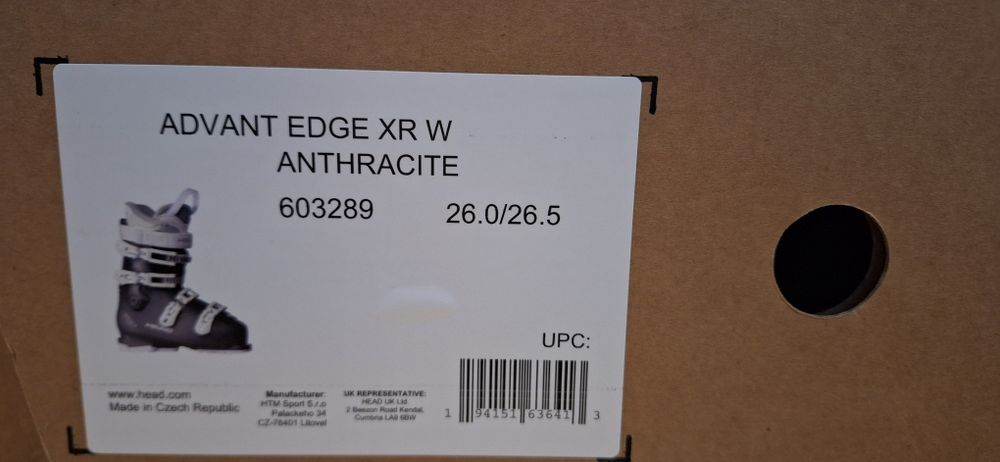 ADVANT EDGE XR W
ANTHRACITE
603289 26.0/26.5
UPC:
www.head.com
Made in Czech Republic
Manufacturer:
HTM Sport S.r.o
Palackeho 34
CZ-78401 Litovel
UK REPRESENTATIVE:
HEAD UK Ltd.
2 Beezon Road Kendal,
Cumbria LA9 6BW
1 94151 63641 3